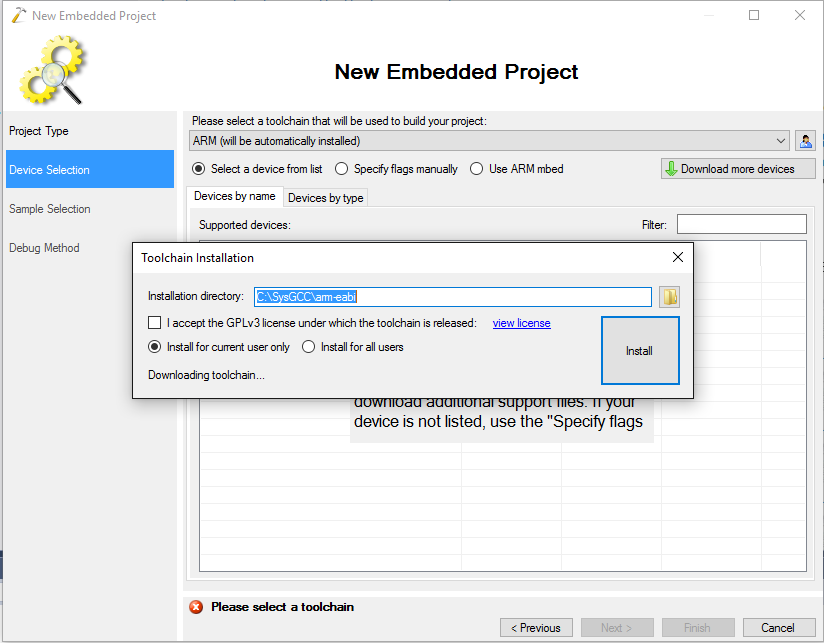 New Embedded Project
New Embedded Project
Project Type
Device Selection
Sample Selection
Debug Method
Please select a toolchain that will be used to build your project:
ARM (will be automatically installed)
Select a device from list
Specify flags manually
Use ARM mbed
Download more devices
Devices by name
Devices by type
Supported devices:
Filter:
Toolchain Installation
Installation directory:
C:\SysGCC\arm-eabi
I accept the GPLv3 license under which the toolchain is released:
view license
Install for current user only
Install for all users
Install
Downloading toolchain...
download additional support files. If your
device is not listed, use the "Specify flags
Please select a toolchain
< Previous
Next >
Finish
Cancel